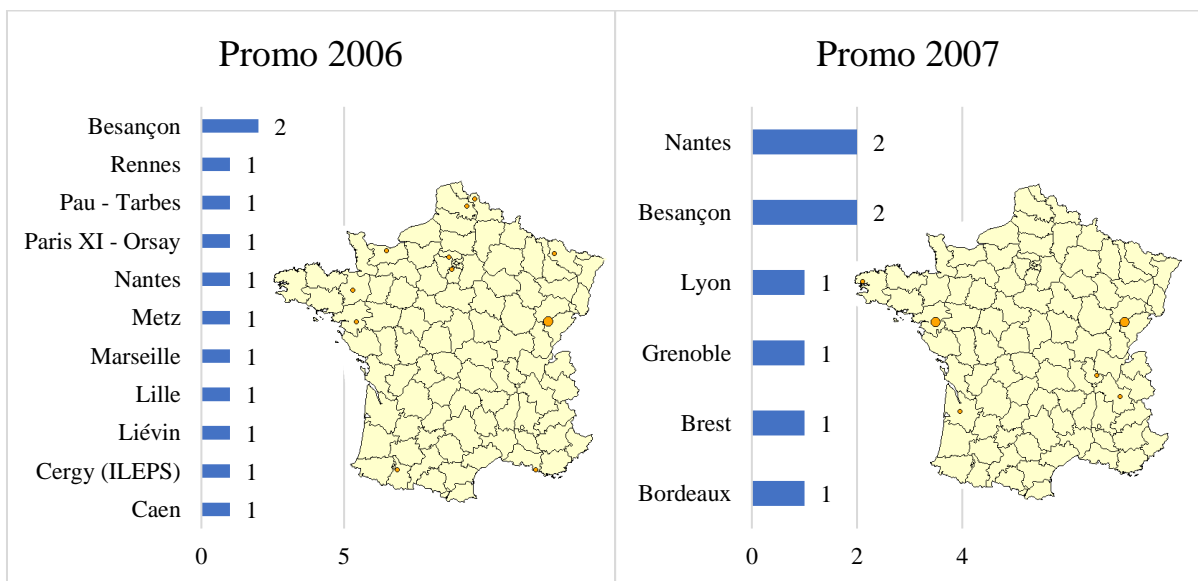 Promo 2006
Besançon 2
Rennes 1
Pau - Tarbes 1
Paris XI - Orsay 1
Nantes 1
Metz 1
Marseille 1
Lille 1
Liévin 1
Cergy (ILEPS) 1
Caen 1
0 5
Promo 2007
Nantes 2
Besançon 2
Lyon 1
Grenoble 1
Brest 1
Bordeaux 1
0 2 4